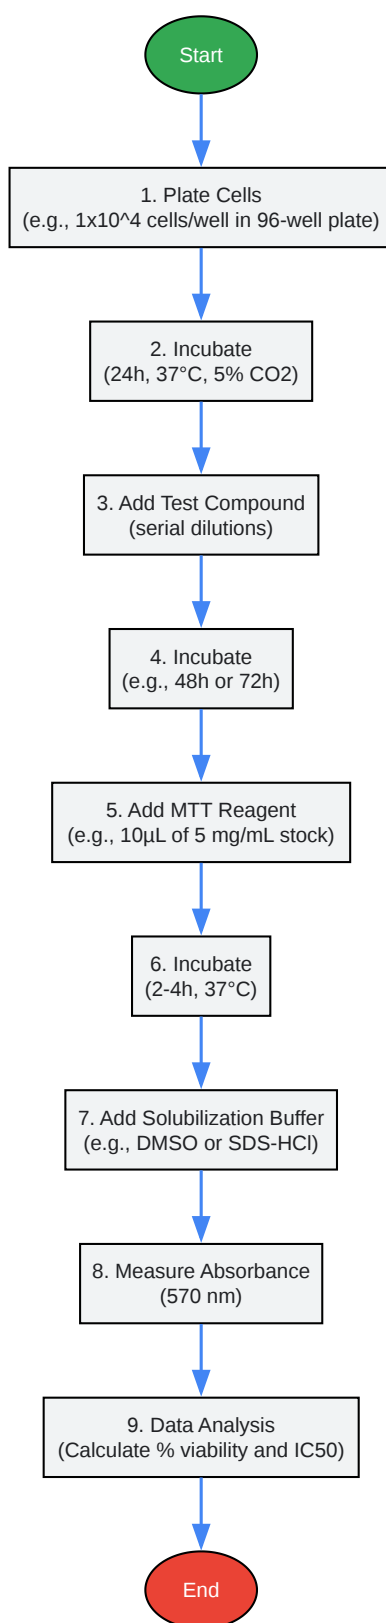 Start
1. Plate Cells
(e.g., 1x10^4 cells/well in 96-well plate)
2. Incubate
(24h, 37°C, 5% CO2)
3. Add Test Compound
(serial dilutions)
4. Incubate
(e.g., 48h or 72h)
5. Add MTT Reagent
(e.g., 10µL of 5 mg/mL stock)
6. Incubate
(2-4h, 37°C)
7. Add Solubilization Buffer
(e.g., DMSO or SDS-HCl)
8. Measure Absorbance
(570 nm)
9. Data Analysis
(Calculate % viability and IC50)
End